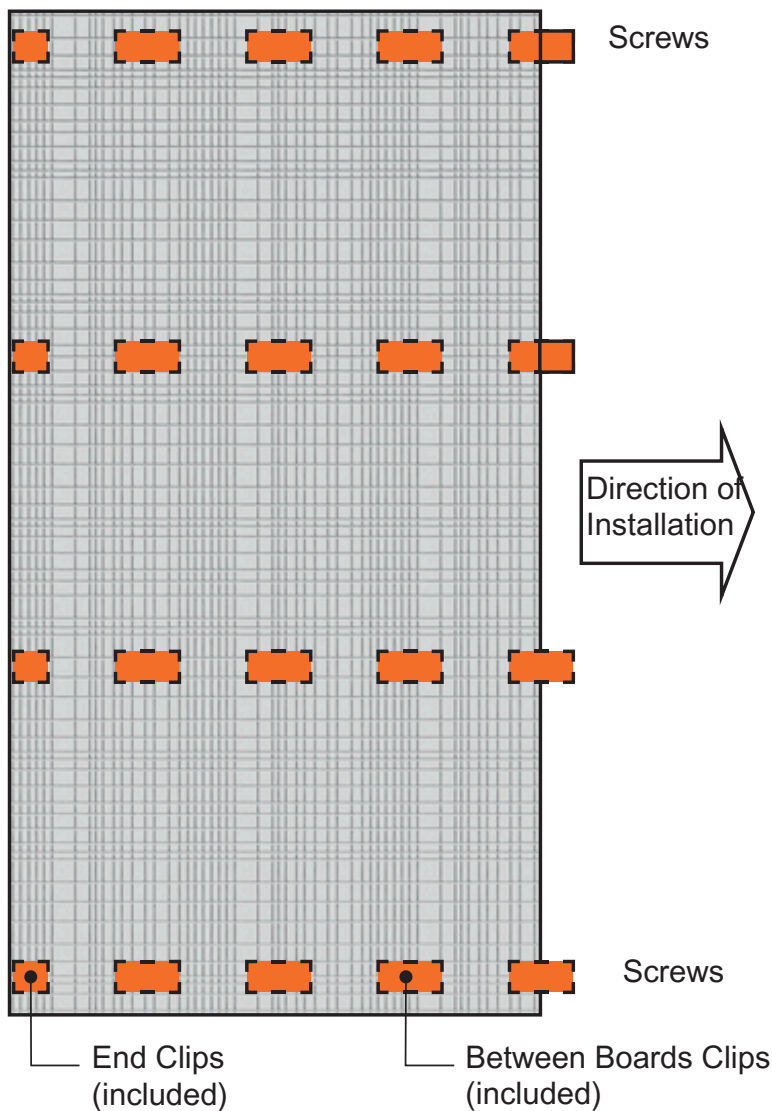 Screws
Direction of
Installation
Screws
End Clips
(included)
Between Boards Clips
(included)